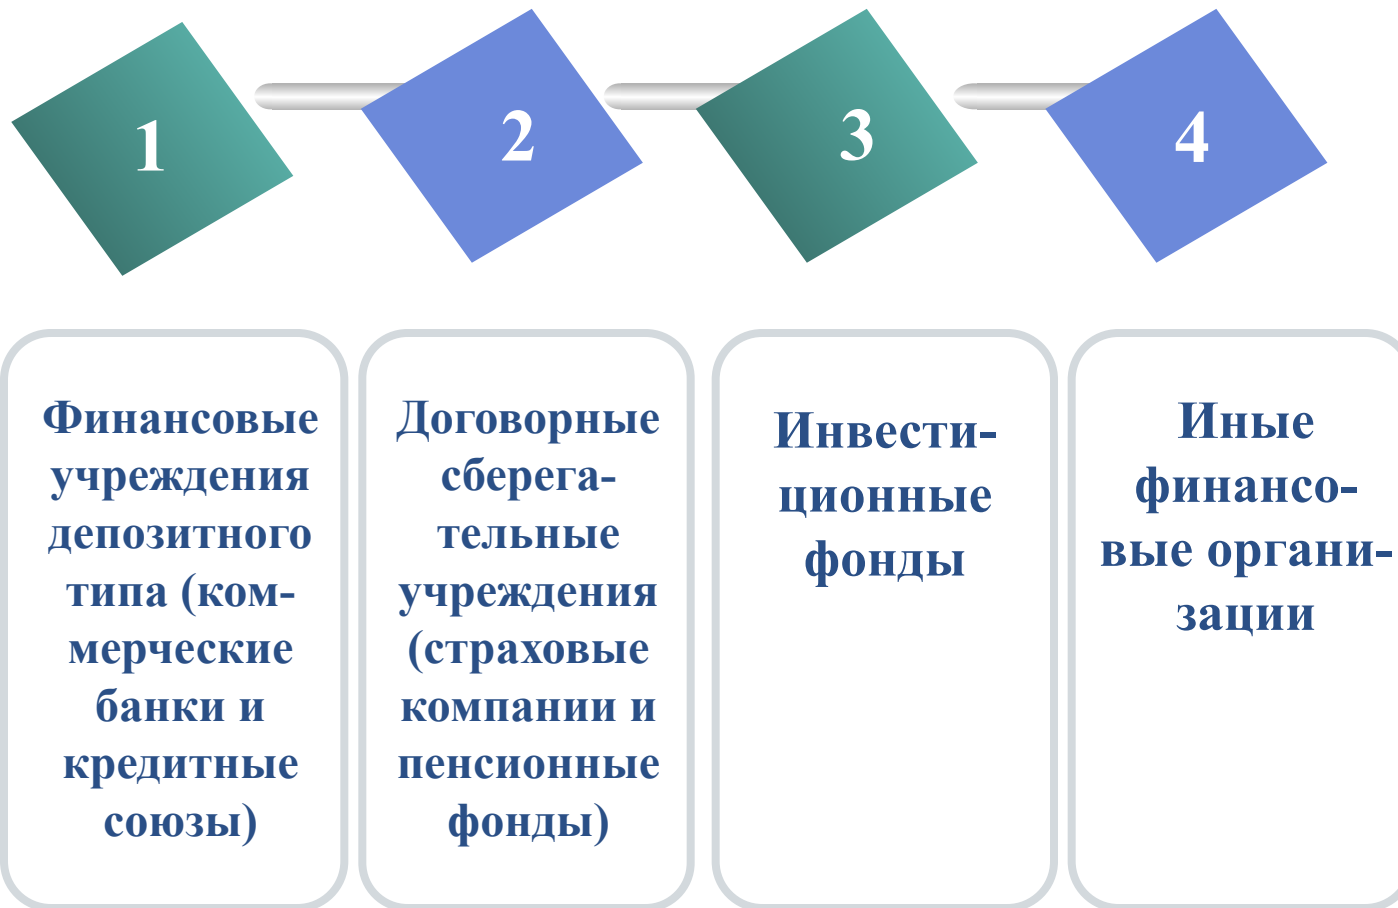 1
2
3
4
Финансовые
учреждения
депозитного
типа (ком-
мерческие
банки и
кредитные
союзы)
Договорные
сберега-
тельные
учреждения
(страховые
компании и
пенсионные
фонды)
Инвести-
ционные
фонды
Иные
финансо-
вые органи-
зации